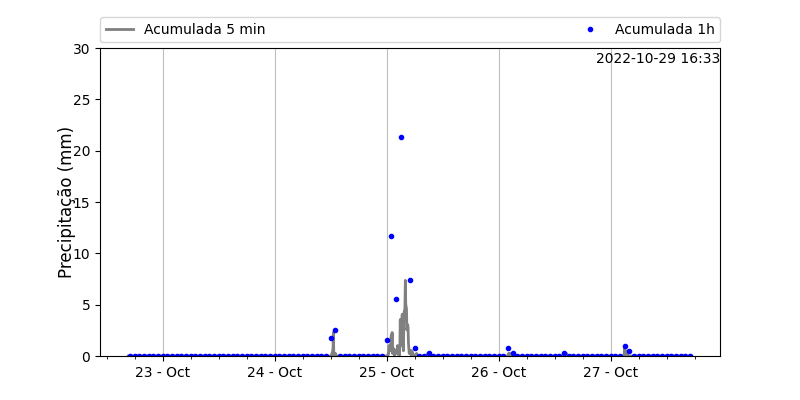 Acumulada 5 min
Acumulada 1h
2022-10-29 16:33
Precipitação (mm)
30
25
20
15
10
5
0
23 - Oct
24 - Oct
25 - Oct
26 - Oct
27 - Oct